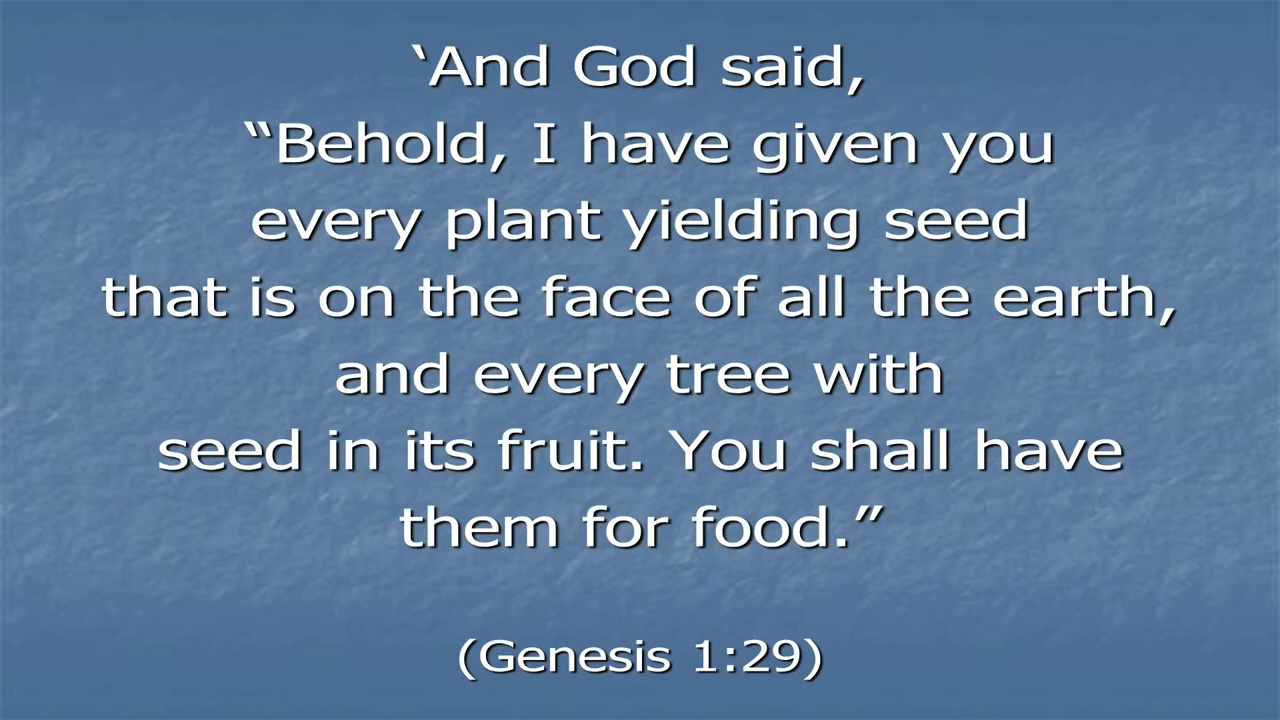 ‘And God said,
“Behold, I have given you
every plant yielding seed
that is on the face of all the earth,
and every tree with
seed in its fruit. You shall have
them for food.”
(Genesis 1:29)